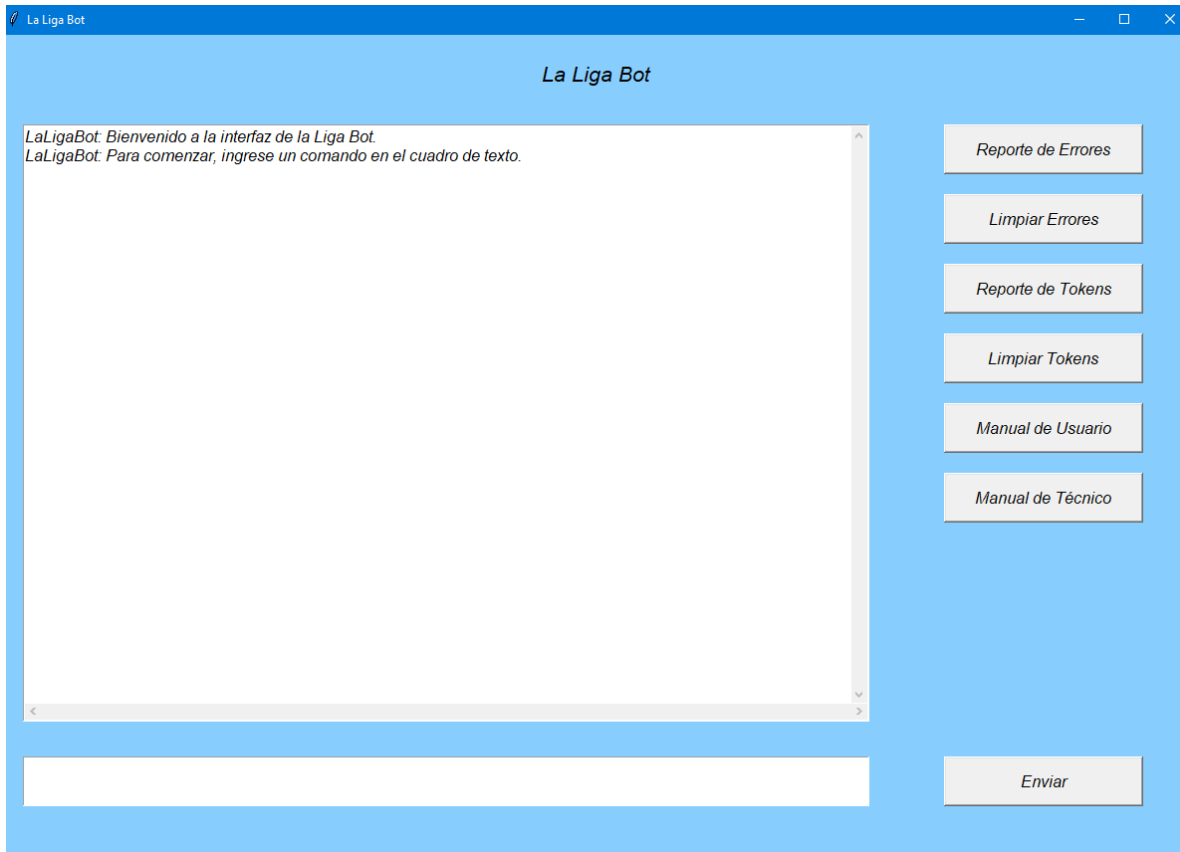 La Liga Bot
La Liga Bot
LaLigaBot: Bienvenido a la interfaz de la Liga Bot.
LaLigaBot: Para comenzar, ingrese un comando en el cuadro de texto.
Reporte de Errores
Limpiar Errores
Reporte de Tokens
Limpiar Tokens
Manual de Usuario
Manual de Técnico
Enviar